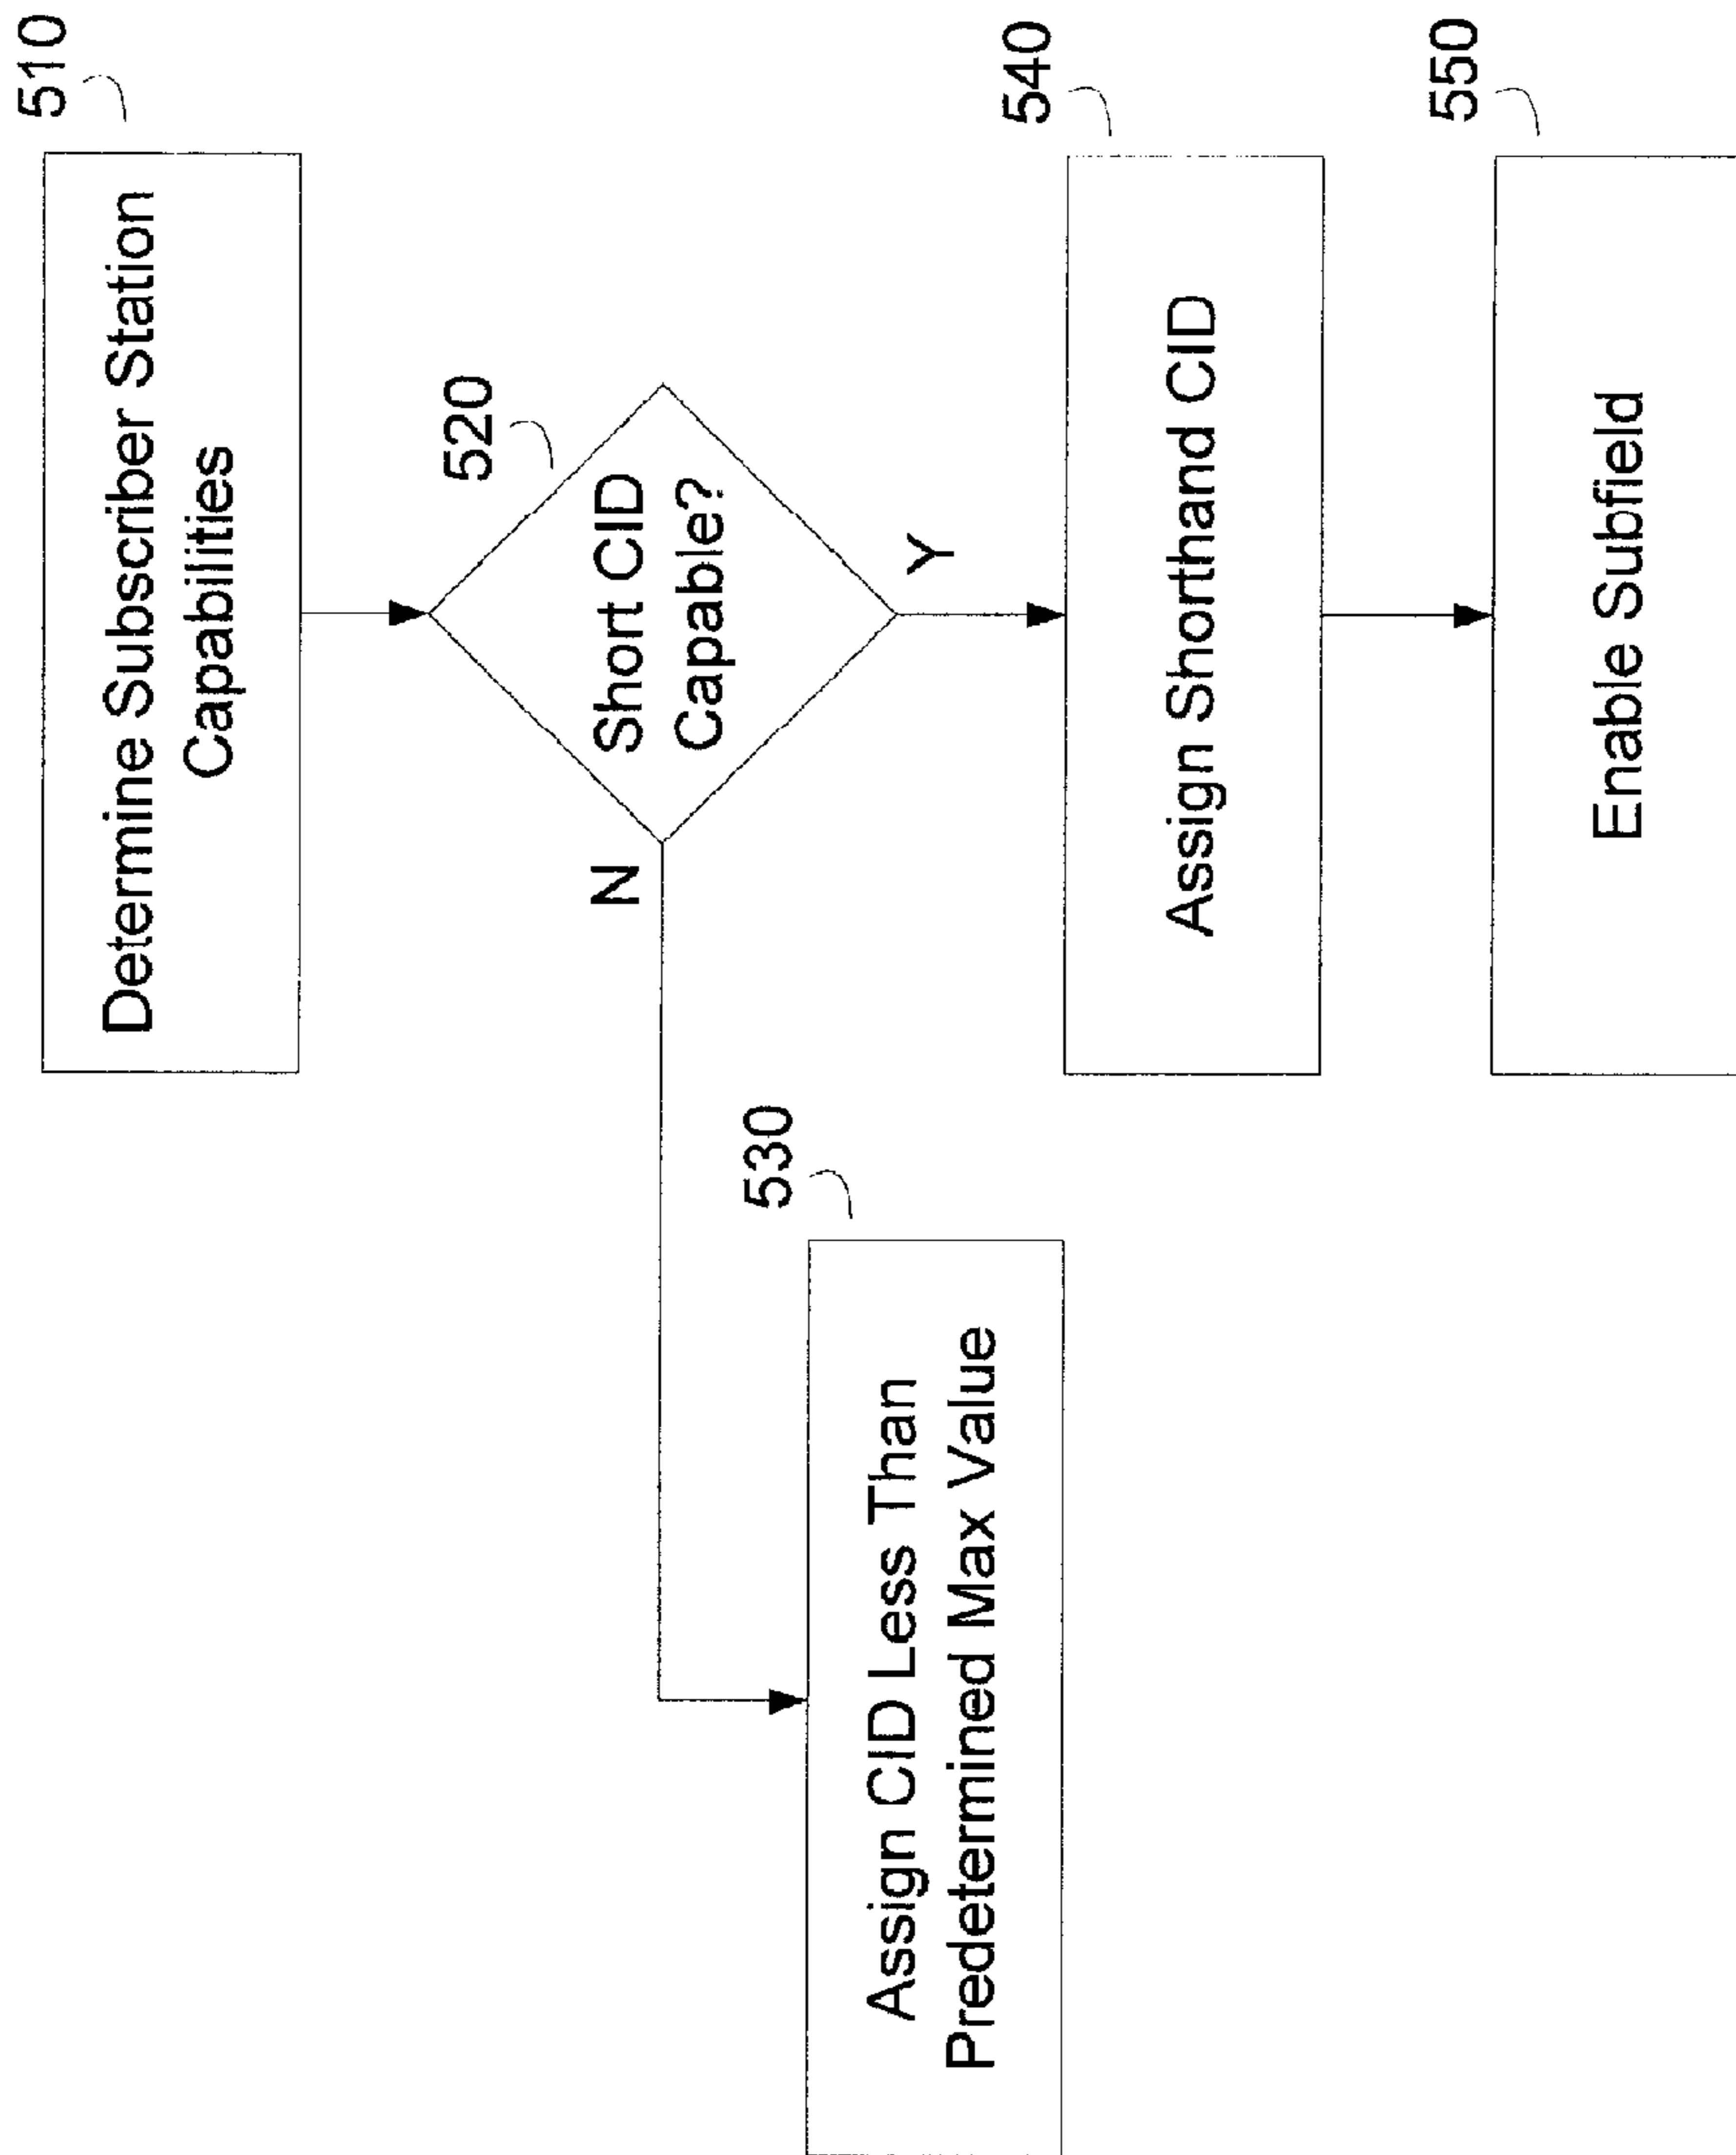 510
Determine Subscriber Station
Capabilities
520
Short CID
Capable?
N
Y
530
Assign CID Less Than
Predetermined Max Value
540
Assign Shorthand CID
550
Enable Subfield